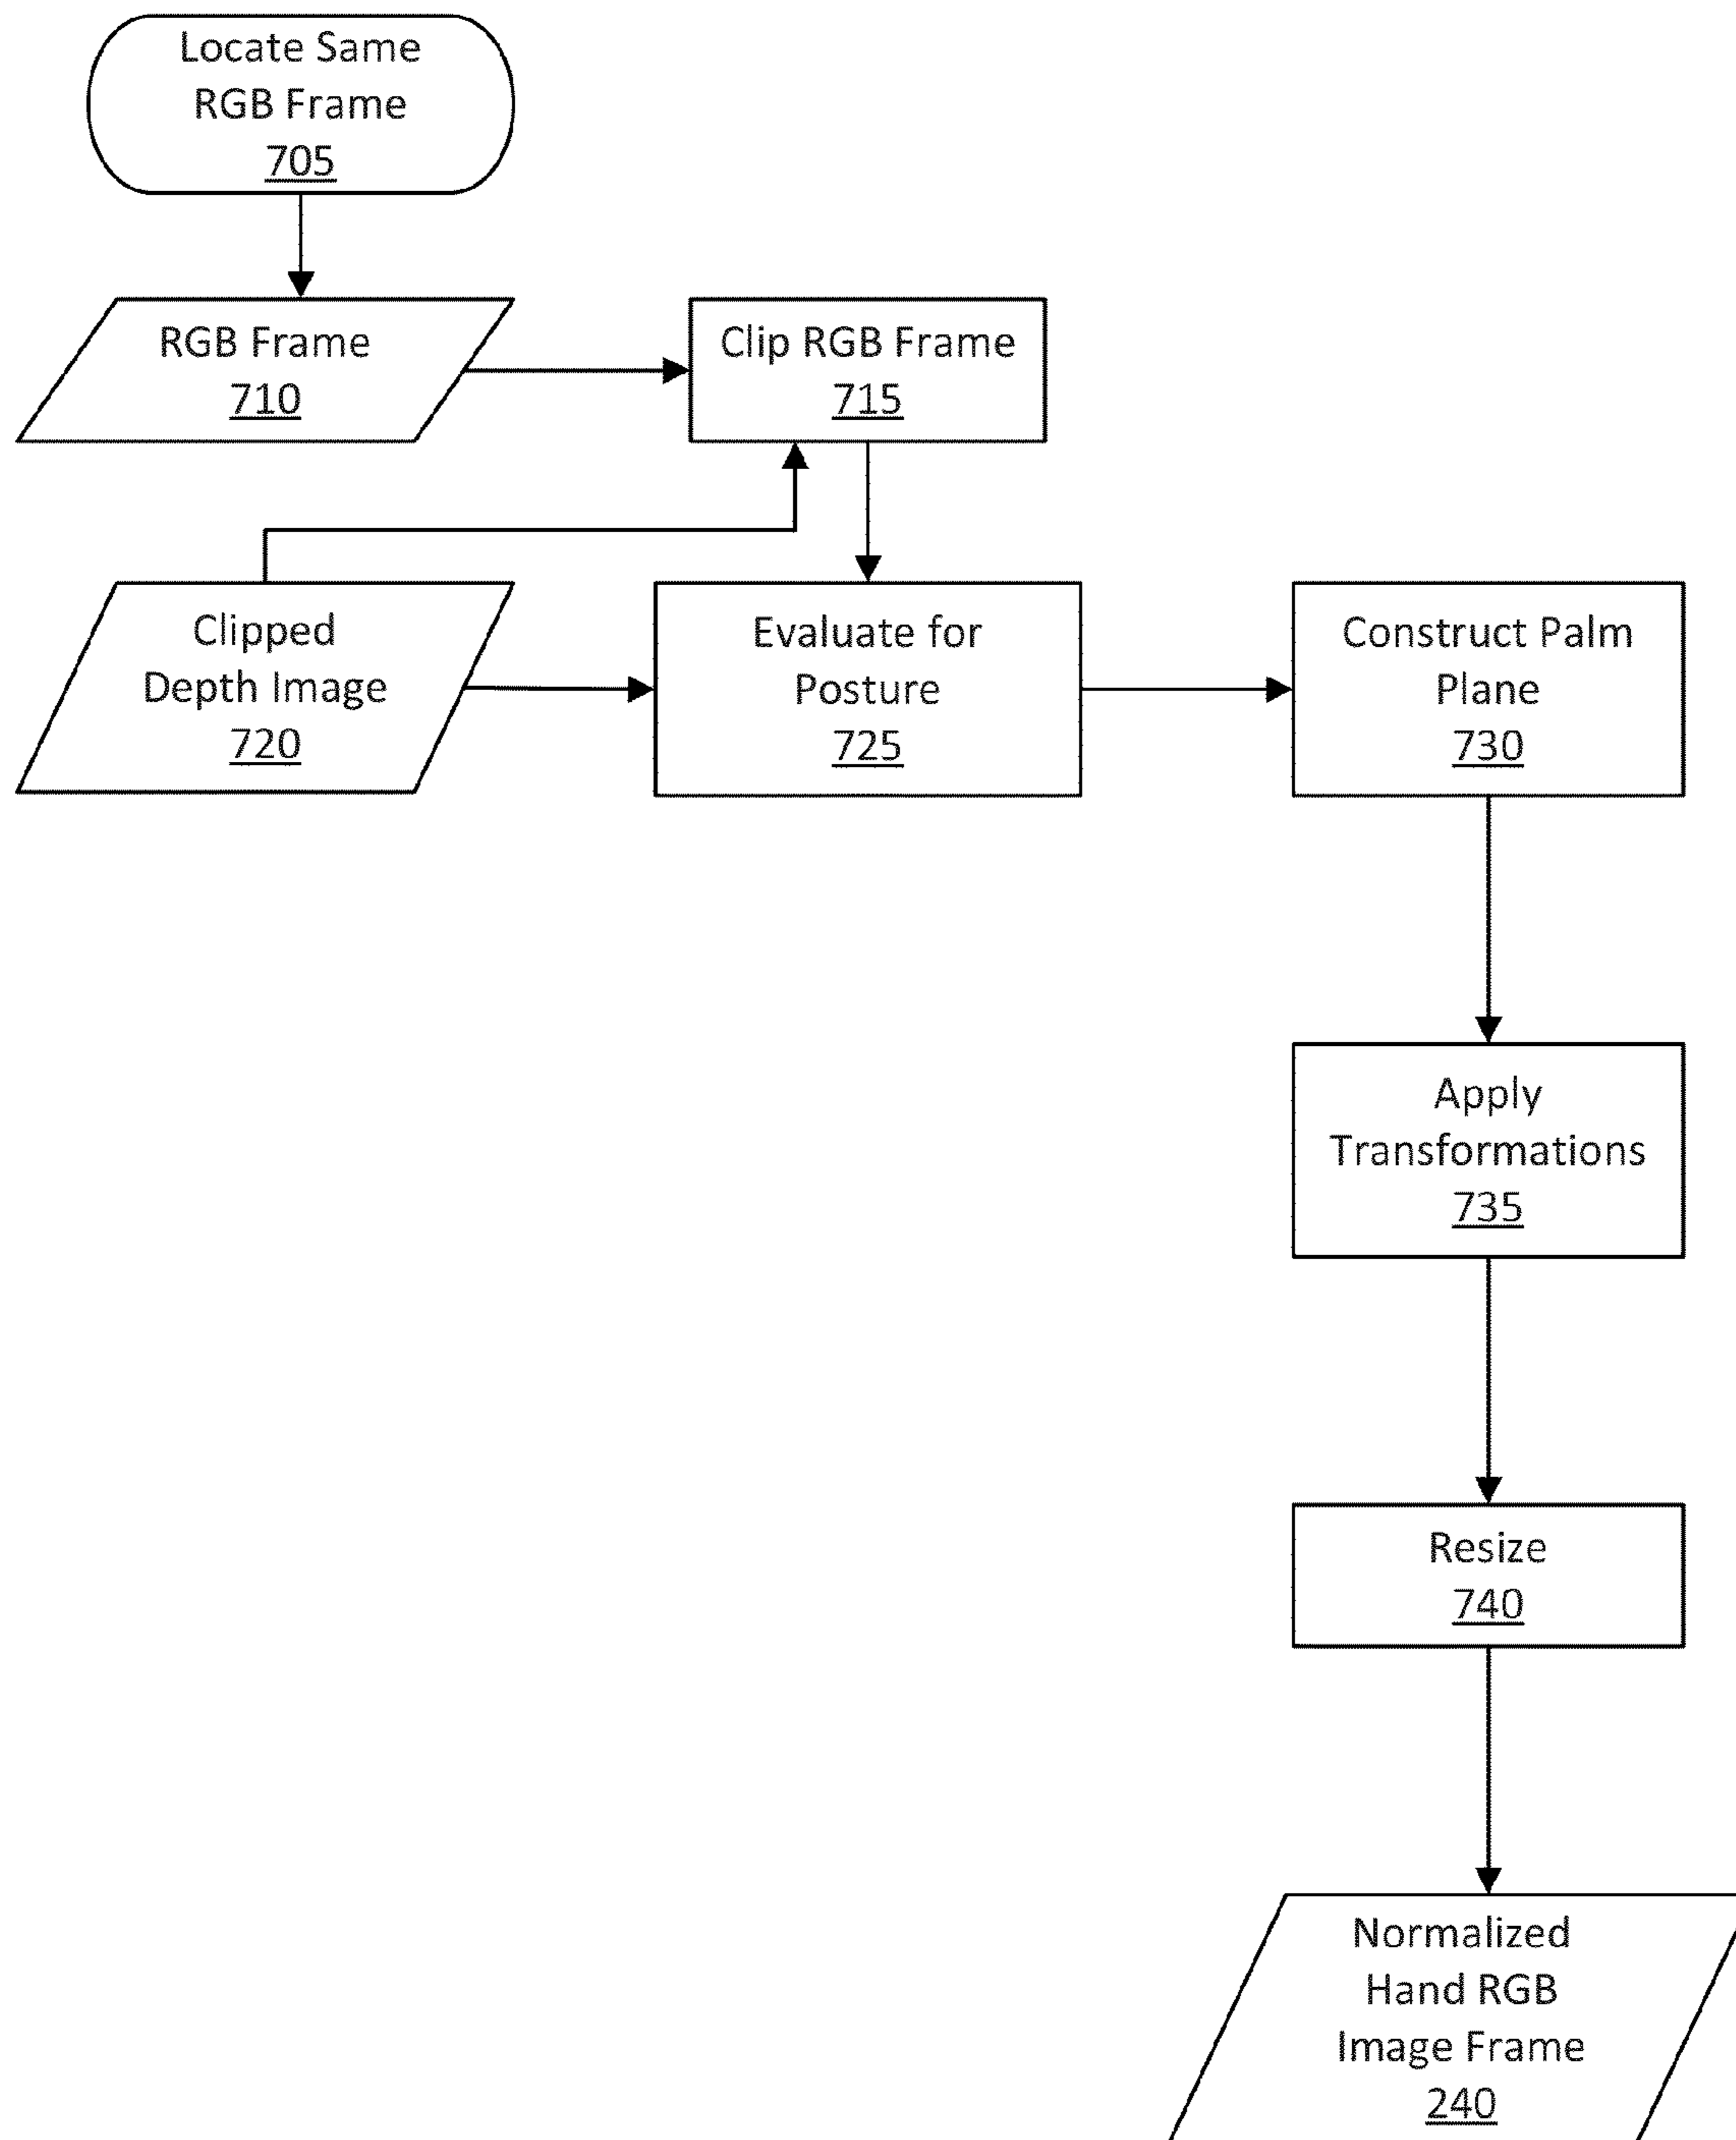 Locate Same
RGB Frame
705
RGB Frame
710
Clip RGB Frame
715
Clipped
Depth Image
720
Evaluate for
Posture
725
Construct Palm
Plane
730
Apply
Transformations
735
Resize
740
Normalized
Hand RGB
Image Frame
240